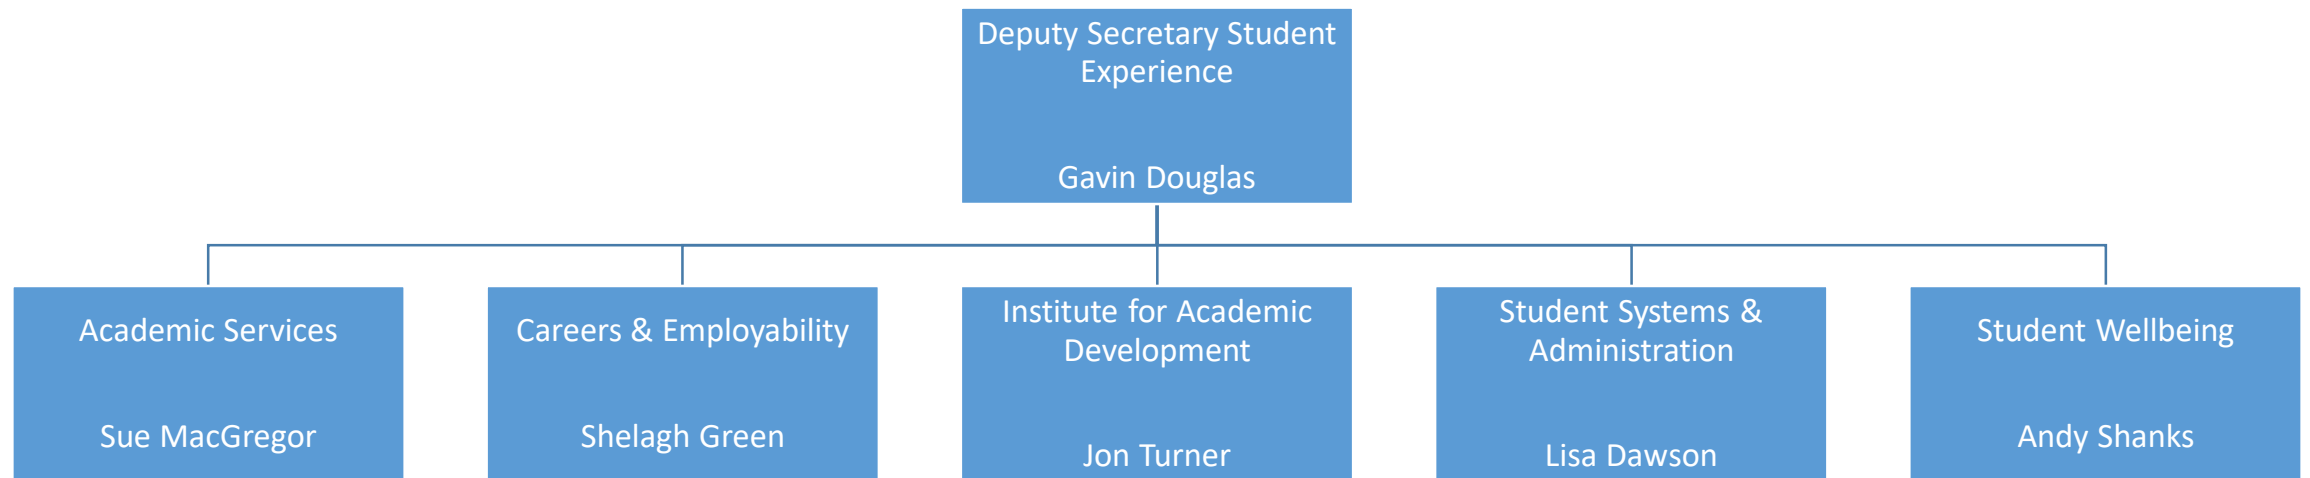 Deputy Secretary Student
Experience
Gavin Douglas
Academic Services
Sue MacGregor
Careers & Employability
Shelagh Green
Institute for Academic
Development
Jon Turner
Student Systems &
Administration
Lisa Dawson
Student Wellbeing
Andy Shanks